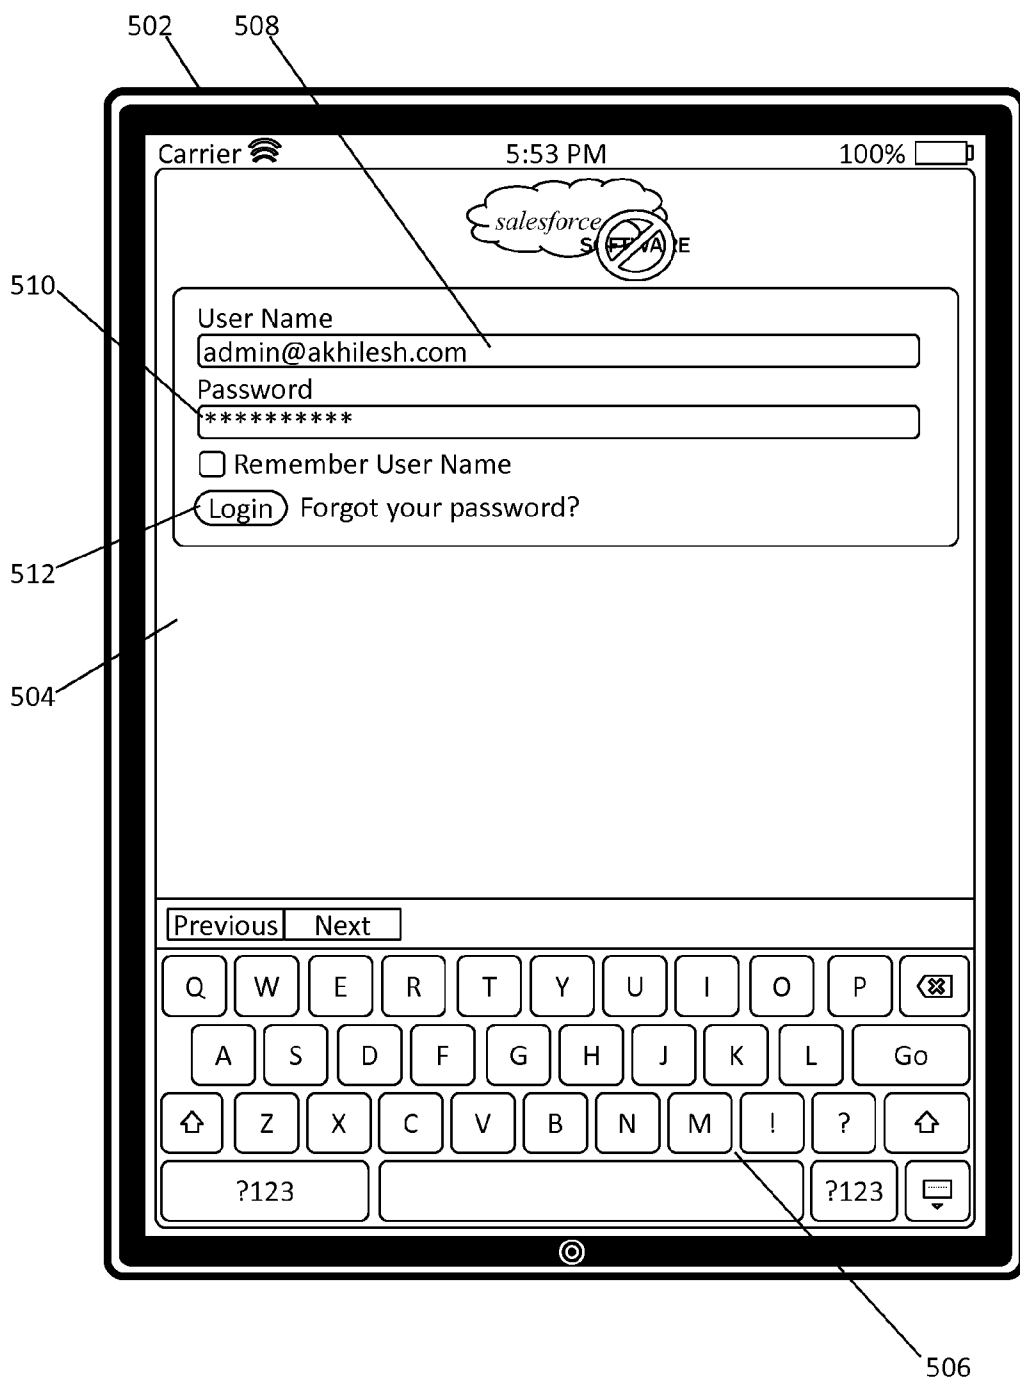 502 508
Carrier 5:53 PM 100%
salesforce
SOFTWARE
510
User Name
admin@akhilesh.com
Password
**********
Remember User Name
Login Forgot your password?
512
504
Previous Next
Q W E R T Y U I O P
A S D F G H J K L Go
Z X C V B N M ! ?
?123 ?123
506